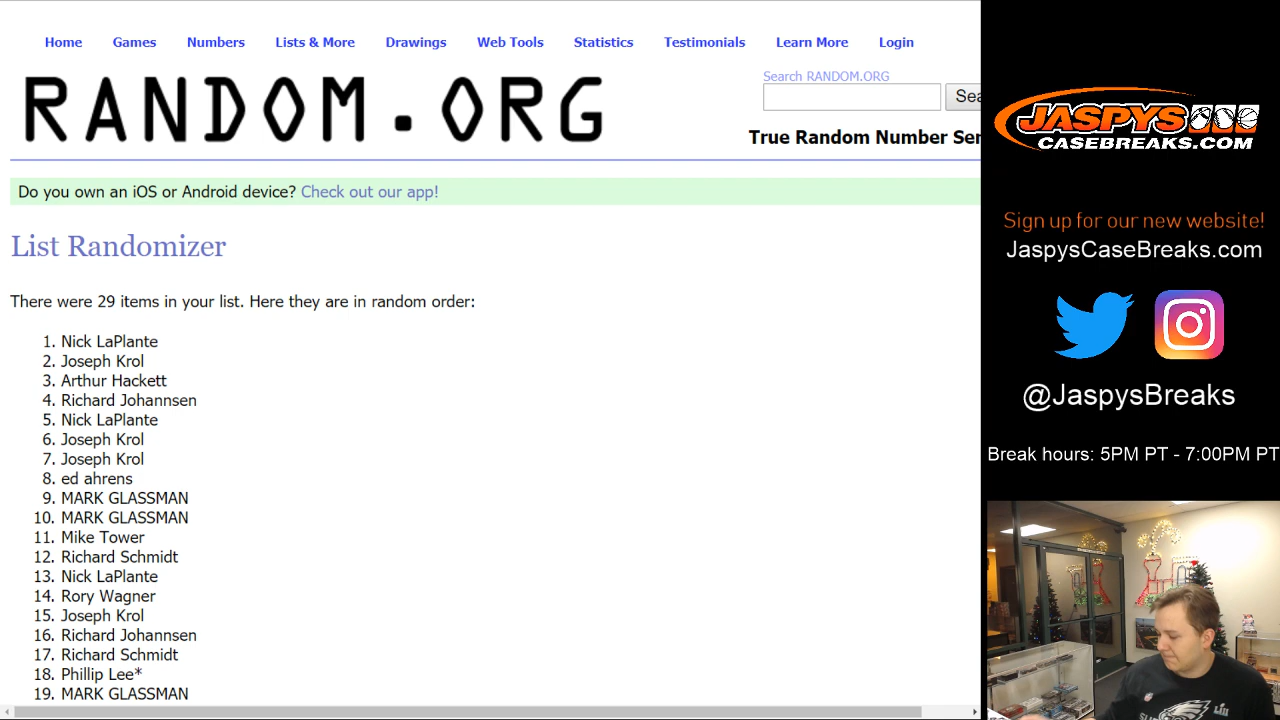 Home Games Numbers Lists & More Drawings Web Tools Statistics Testimonials Learn More Login
RANDOM.ORG
Search RANDOM.ORG
Sea
True Random Number Ser
Do you own an iOS or Android device? Check out our app!
List Randomizer
There were 29 items in your list. Here they are in random order:
1. Nick LaPlante
2. Joseph Krol
3. Arthur Hackett
4. Richard Johannsen
5. Nick LaPlante
6. Joseph Krol
7. Joseph Krol
8. ed ahrens
9. MARK GLASSMAN
10. MARK GLASSMAN
11. Mike Tower
12. Richard Schmidt
13. Nick LaPlante
14. Rory Wagner
15. Joseph Krol
16. Richard Johannsen
17. Richard Schmidt
18. Phillip Lee*
19. MARK GLASSMAN
JASPYS
CASEBREAKS.COM
Sign up for our new website!
JaspysCaseBreaks.com
@JaspysBreaks
Break hours: 5PM PT - 7:00PM PT